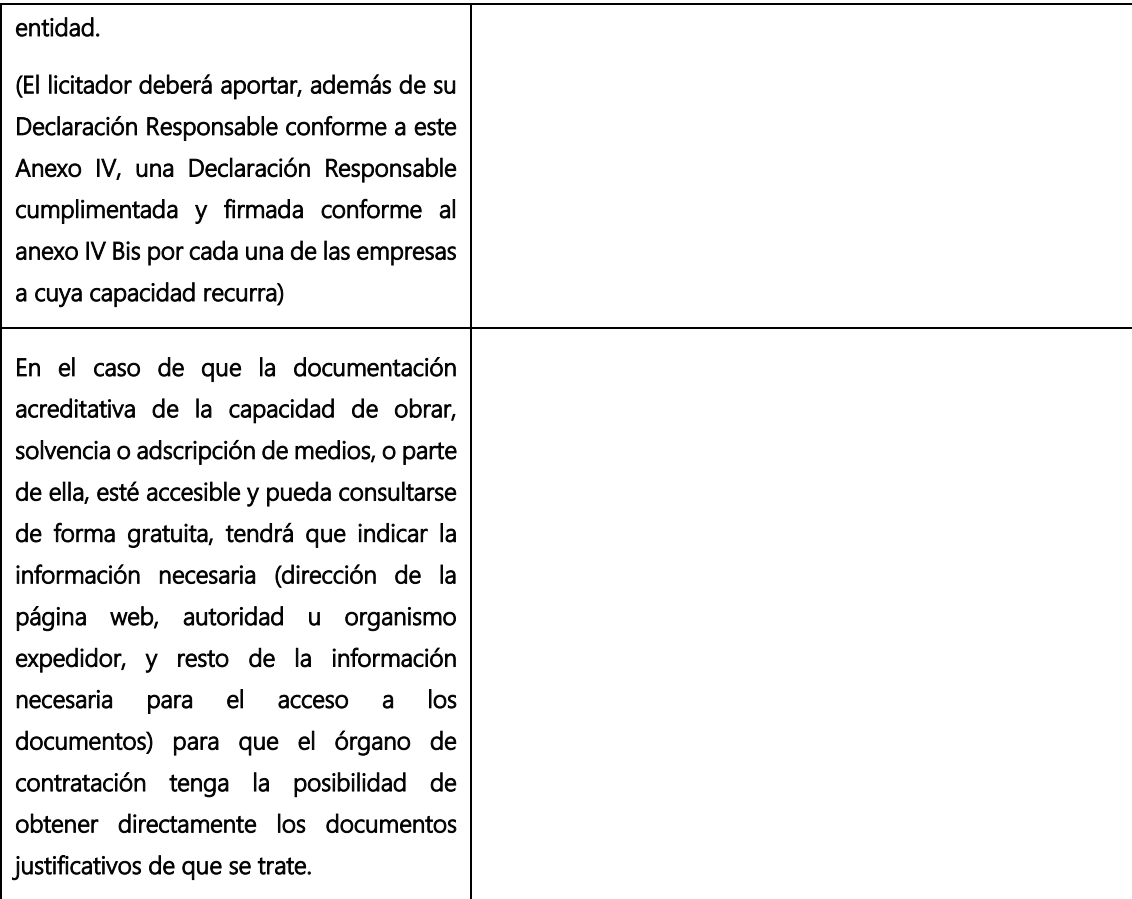 entidad.
(El licitador deberá aportar, además de su
Declaración Responsable conforme a este
Anexo IV, una Declaración Responsable
cumplimentada y firmada conforme al
anexo IV Bis por cada una de las empresas
a cuya capacidad recurra)
En el caso de que la documentación
acreditativa de la capacidad de obrar,
solvencia o adscripción de medios, o parte
de ella, esté accesible y pueda consultarse
de forma gratuita, tendrá que indicar la
información necesaria (dirección de la
página web, autoridad u organismo
expedidor, y resto de la información
necesaria para el acceso a los
documentos) para que el órgano de
contratación tenga la posibilidad de
obtener directamente los documentos
justificativos de que se trate.